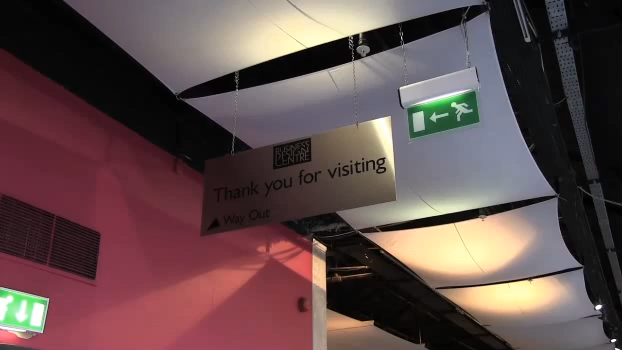 BUSINESS
DESIGN
CENTRE
Thank you for visiting
Way Out